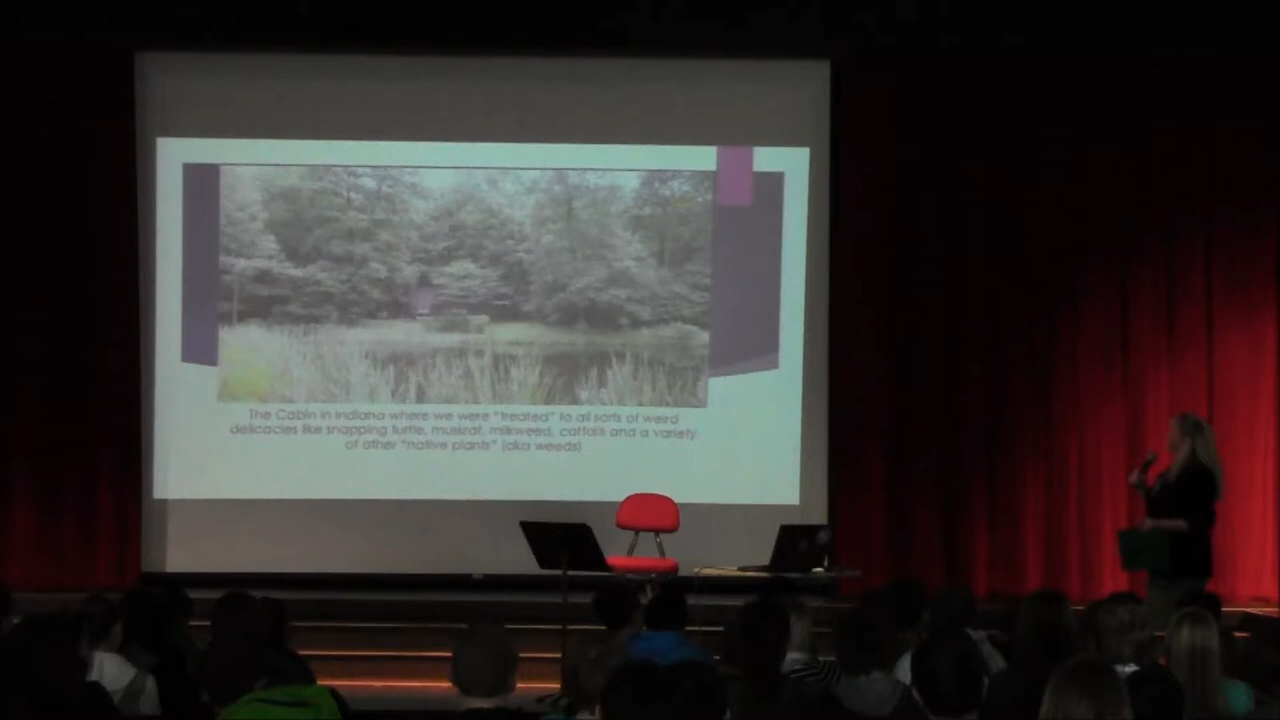 The Cabin in Indiana where we were "treated" to all sorts of weird
delicacies like snapping turtle, muskrat, milkweed, cattails and a variety
of other "native plants" (aka weeds)